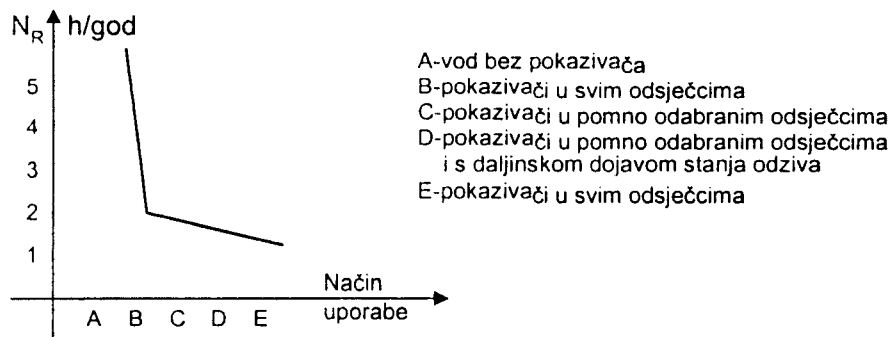 N_R h/god
5
4
3
2
1
A B C D E
Način
uporabe
A-vod bez pokazivača
B-pokazivači u svim odsječcima
C-pokazivači u pomno odabranim odsječcima
D-pokazivači u pomno odabranim odsječcima
i s daljinskom dojavom stanja odziva
E-pokazivači u svim odsječcima